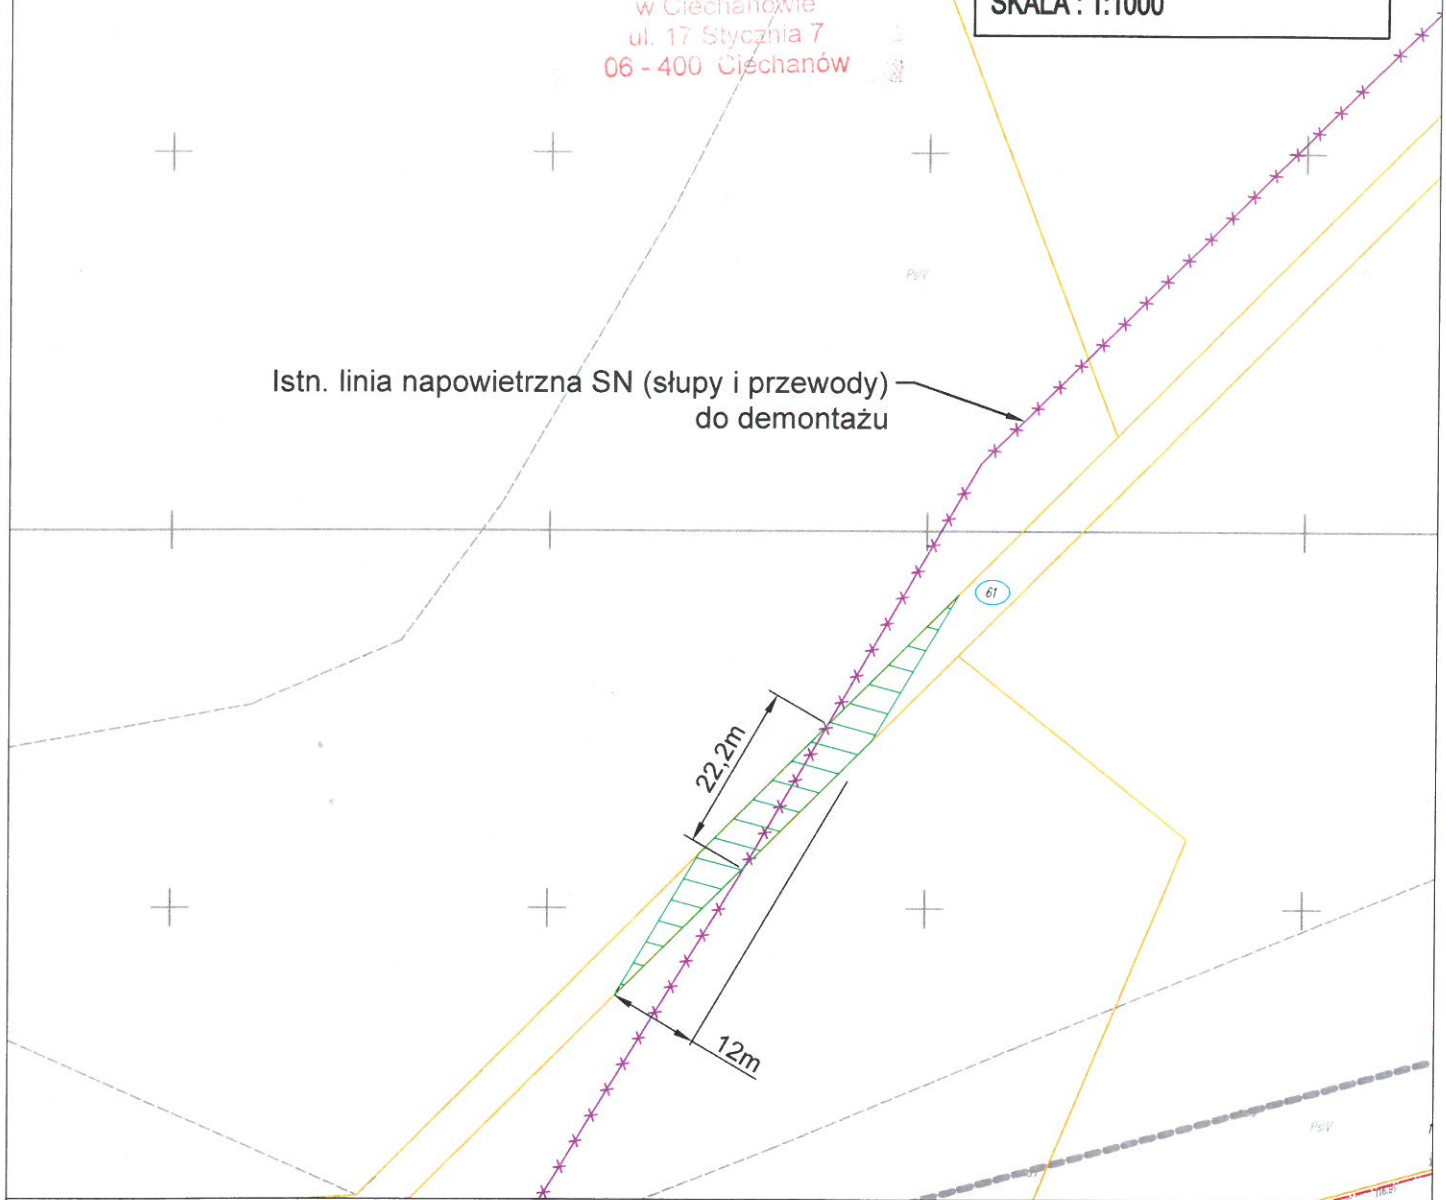 w Ciechanowie
ul. 17 Stycznia 7
06 - 400 Ciechanów
SKALA : 1:1000
PsIV
Istn. linia napowietrzna SN (słupy i przewody)
do demontażu
61
22,2m
12m
PsIV